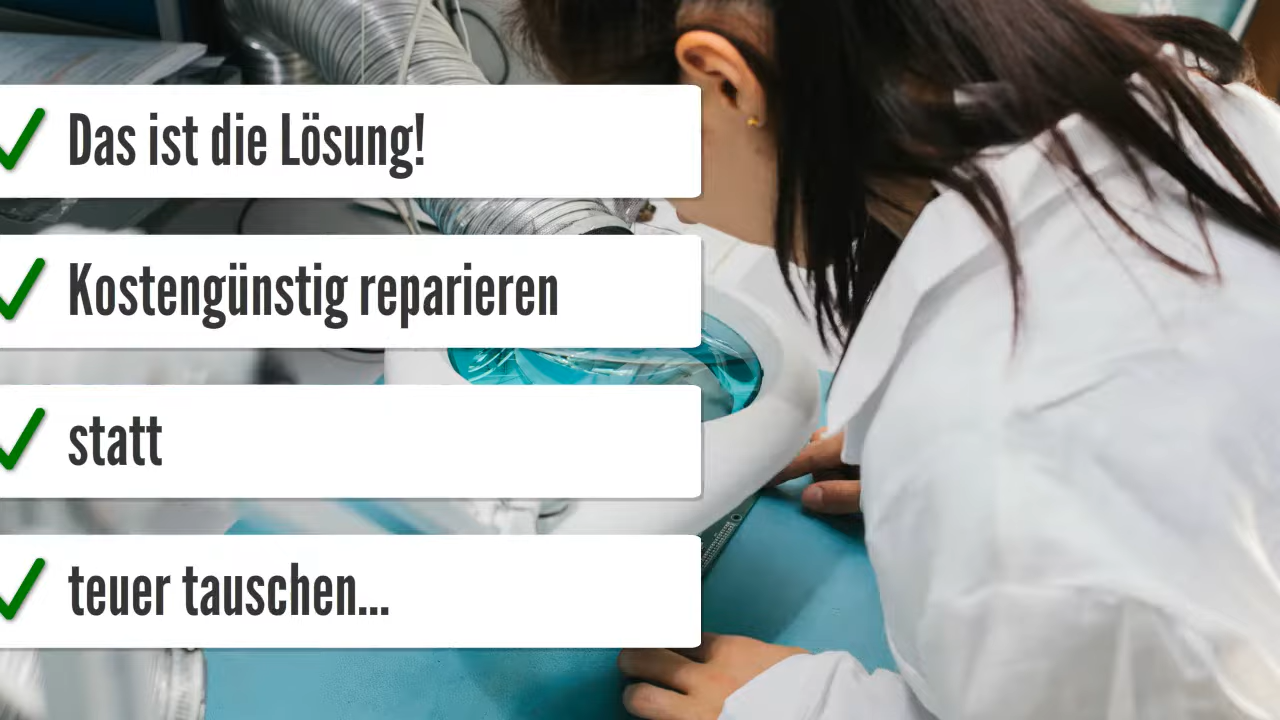 Das ist die Lösung!
Kostengünstig reparieren
statt
teuer tauschen...